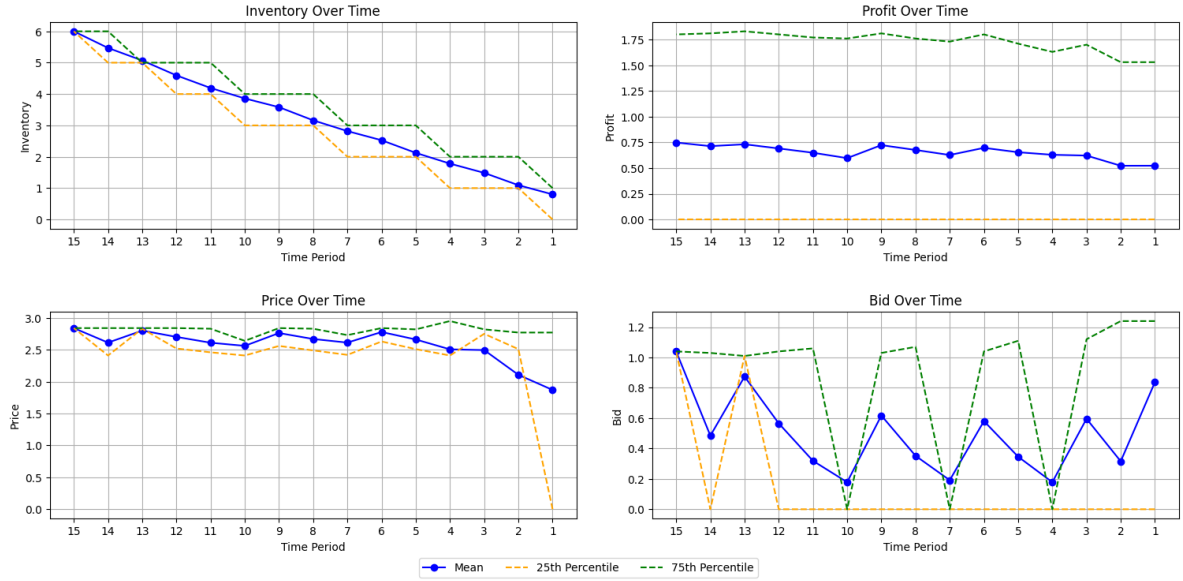 Inventory Over Time
Inventory
6
5
4
3
2
1
0
15 14 13 12 11 10 9 8 7 6 5 4 3 2 1
Time Period
Profit Over Time
Profit
1.75
1.50
1.25
1.00
0.75
0.50
0.25
0.00
15 14 13 12 11 10 9 8 7 6 5 4 3 2 1
Time Period
Price Over Time
Price
3.0
2.5
2.0
1.5
1.0
0.5
0.0
15 14 13 12 11 10 9 8 7 6 5 4 3 2 1
Time Period
Bid Over Time
Bid
1.2
1.0
0.8
0.6
0.4
0.2
0.0
15 14 13 12 11 10 9 8 7 6 5 4 3 2 1
Time Period
Mean 25th Percentile 75th Percentile